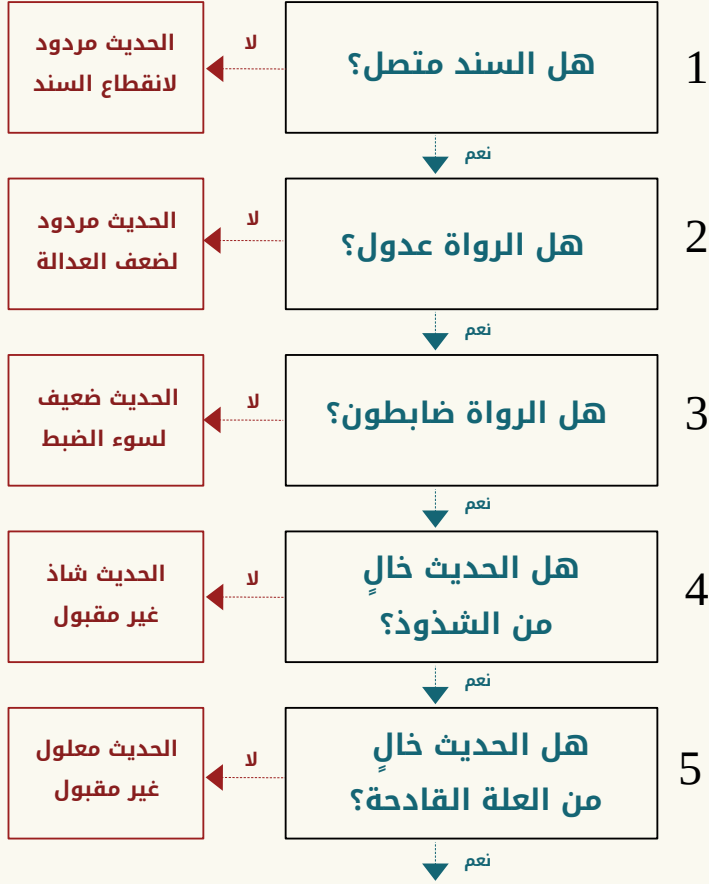 1
هل السند متصل؟
لا
الحديث مردود
لانقطاع السند
نعم
2
هل الرواة عدول؟
لا
الحديث مردود
لضعف العدالة
نعم
3
هل الرواة ضابطون؟
لا
الحديث ضعيف
لسوء الضبط
نعم
4
هل الحديث خالٍ
من الشذوذ؟
لا
الحديث شاذ
غير مقبول
نعم
5
هل الحديث خالٍ
من العلة القادحة؟
لا
الحديث معلول
غير مقبول
نعم